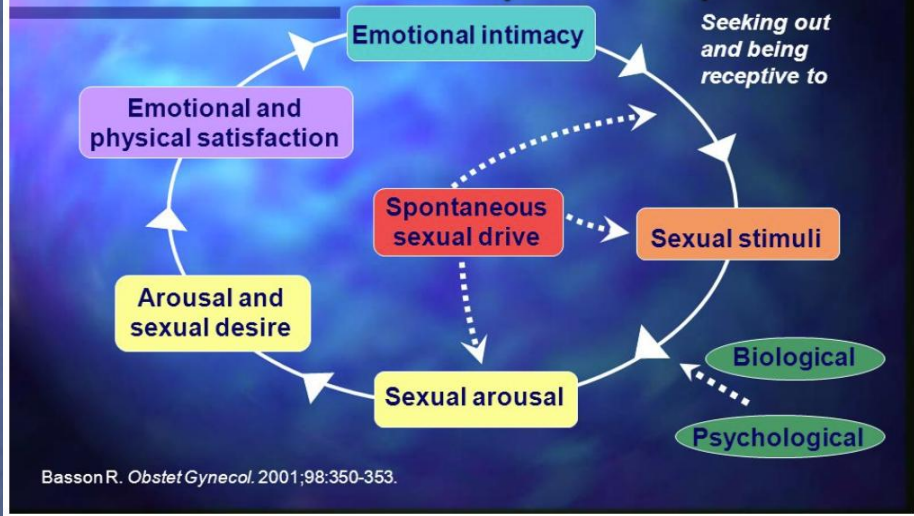 Emotional intimacy
Seeking out
and being
receptive to
Emotional and
physical satisfaction
Spontaneous
sexual drive
Sexual stimuli
Arousal and
sexual desire
Biological
Sexual arousal
Psychological
Basson R. Obstet Gynecol. 2001;98:350-353.